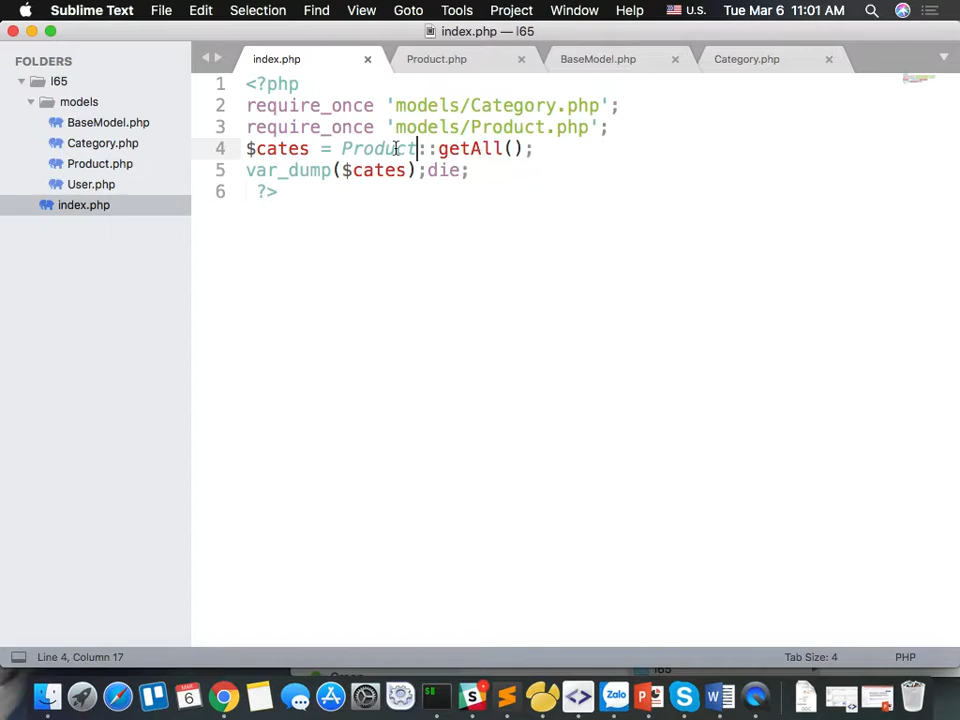 Sublime Text File Edit Selection Find View Goto Tools Project Window Help U.S. Tue Mar 6 11:01 AM
index.php — l65
FOLDERS
l65
models
BaseModel.php
Category.php
Product.php
User.php
index.php
index.php Product.php BaseModel.php Category.php
1 <?php
2 require_once 'models/Category.php';
3 require_once 'models/Product.php';
4 $cates = Product::getAll();
5 var_dump($cates);die;
6 ?>
Line 4, Column 17 Tab Size: 4 PHP
6
Zalo